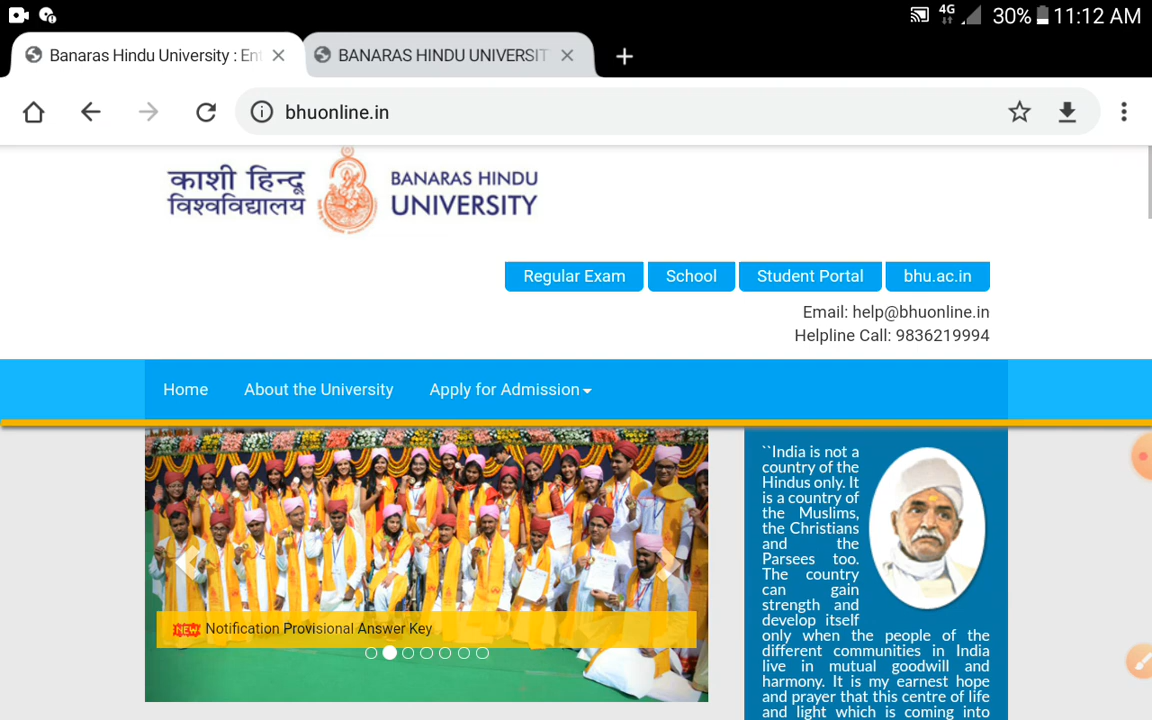 4G 30% 11:12 AM
Banaras Hindu University : Ent
BANARAS HINDU UNIVERSIT
bhuonline.in
काशी हिन्दू
विश्वविद्यालय
BANARAS HINDU
UNIVERSITY
Regular Exam School Student Portal bhu.ac.in
Email: help@bhuonline.in
Helpline Call: 9836219994
Home About the University Apply for Admission
NEW Notification Provisional Answer Key
``India is not a
country of the
Hindus only. It
is a country of
the Muslims,
the Christians
and the
Parsees too.
The country
can gain
strength and
develop itself
only when the people of the
different communities in India
live in mutual goodwill and
harmony. It is my earnest hope
and prayer that this centre of life
and light which is coming into